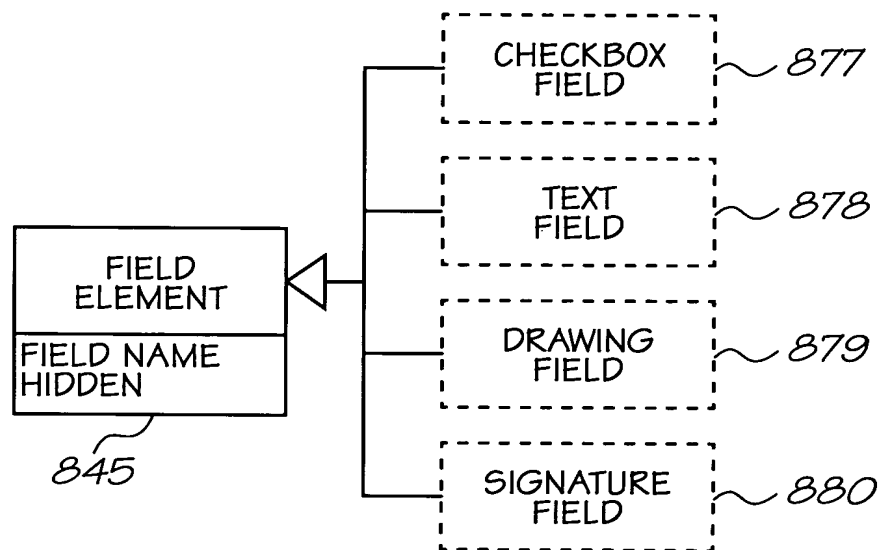 CHECKBOX
FIELD
877
TEXT
FIELD
878
FIELD
ELEMENT
FIELD NAME
HIDDEN
845
DRAWING
FIELD
879
SIGNATURE
FIELD
880